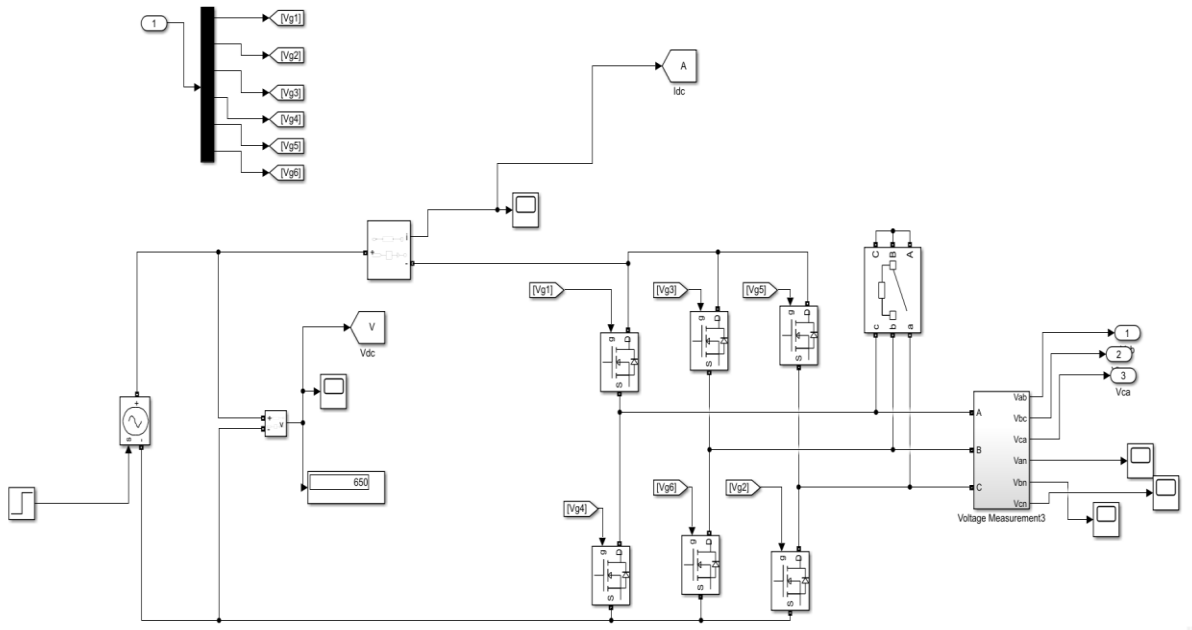 1
[Vg1]
[Vg2]
[Vg3]
[Vg4]
[Vg5]
[Vg6]
A
Idc
i
+
-
[Vg1]
[Vg3]
[Vg5]
g D
S
g D
S
g D
S
C B A
c b a
V
Vdc
+
-
v
650
+
s -
1
2
3
Vca
Vab
Vbc
Vca
Van
Vbn
Vcn
A
B
C
Voltage Measurement3
[Vg4]
[Vg6]
[Vg2]
g D
S
g D
S
g D
S